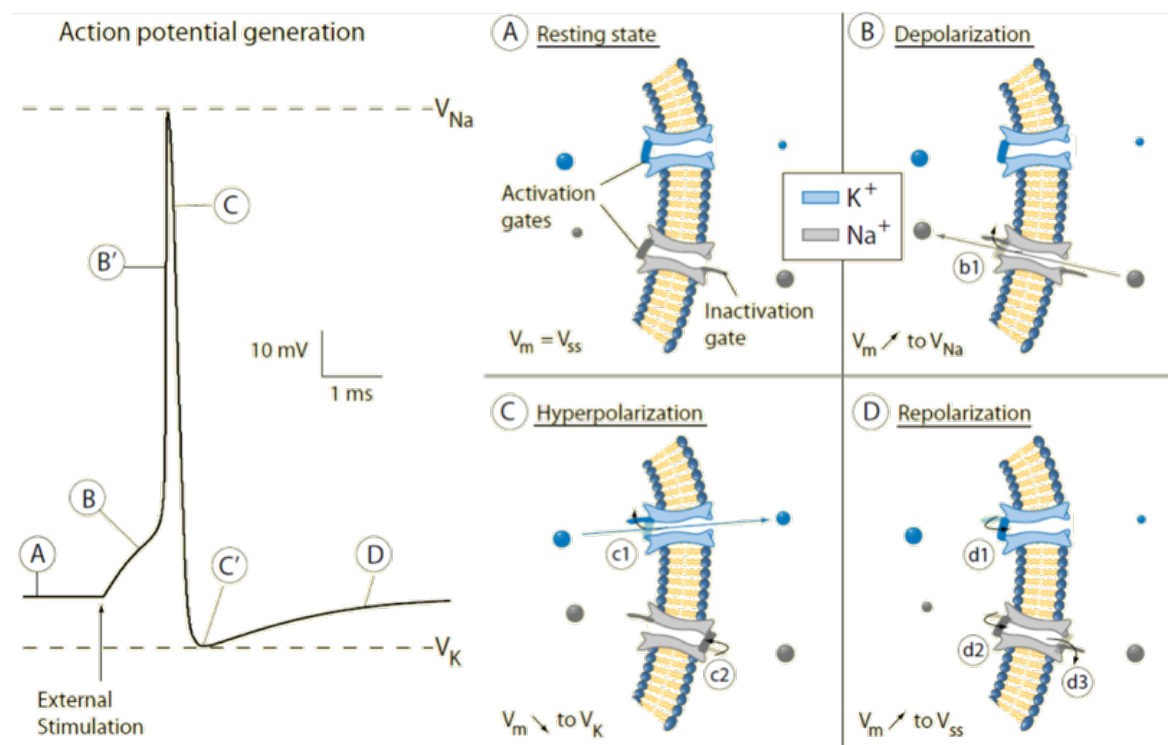 Action potential generation
V_Na
C
B′
10 mV
1 ms
B
A
C′
D
V_K
External
Stimulation
A Resting state
Activation
gates
Inactivation
gate
V_m = V_ss
B Depolarization
K⁺
Na⁺
b1
V_m ↗ to V_Na
C Hyperpolarization
c1
c2
V_m ↘ to V_K
D Repolarization
d1
d2
d3
V_m ↗ to V_ss